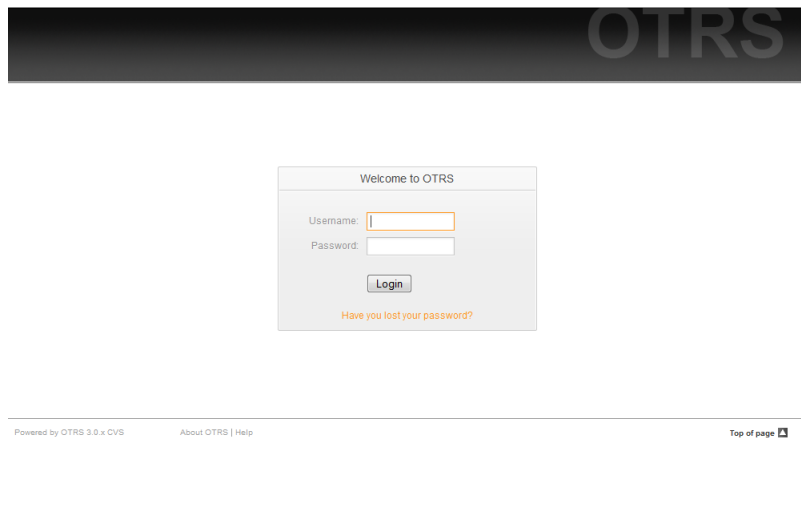 OTRS
Welcome to OTRS
Username:
Password:
Login
Have you lost your password?
Powered by OTRS 3.0.x CVS About OTRS | Help Top of page